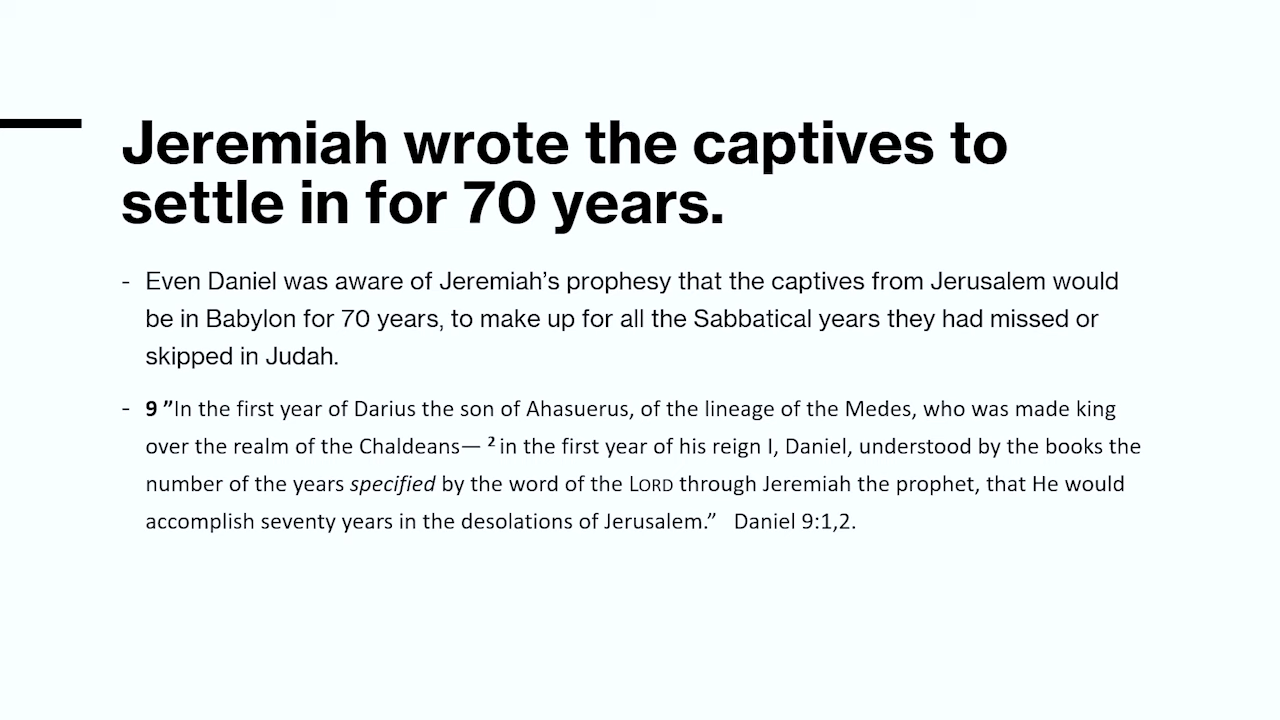 Jeremiah wrote the captives to
settle in for 70 years.
- Even Daniel was aware of Jeremiah’s prophesy that the captives from Jerusalem would
be in Babylon for 70 years, to make up for all the Sabbatical years they had missed or
skipped in Judah.
- 9 ”In the first year of Darius the son of Ahasuerus, of the lineage of the Medes, who was made king
over the realm of the Chaldeans— ² in the first year of his reign I, Daniel, understood by the books the
number of the years specified by the word of the LORD through Jeremiah the prophet, that He would
accomplish seventy years in the desolations of Jerusalem.” Daniel 9:1,2.